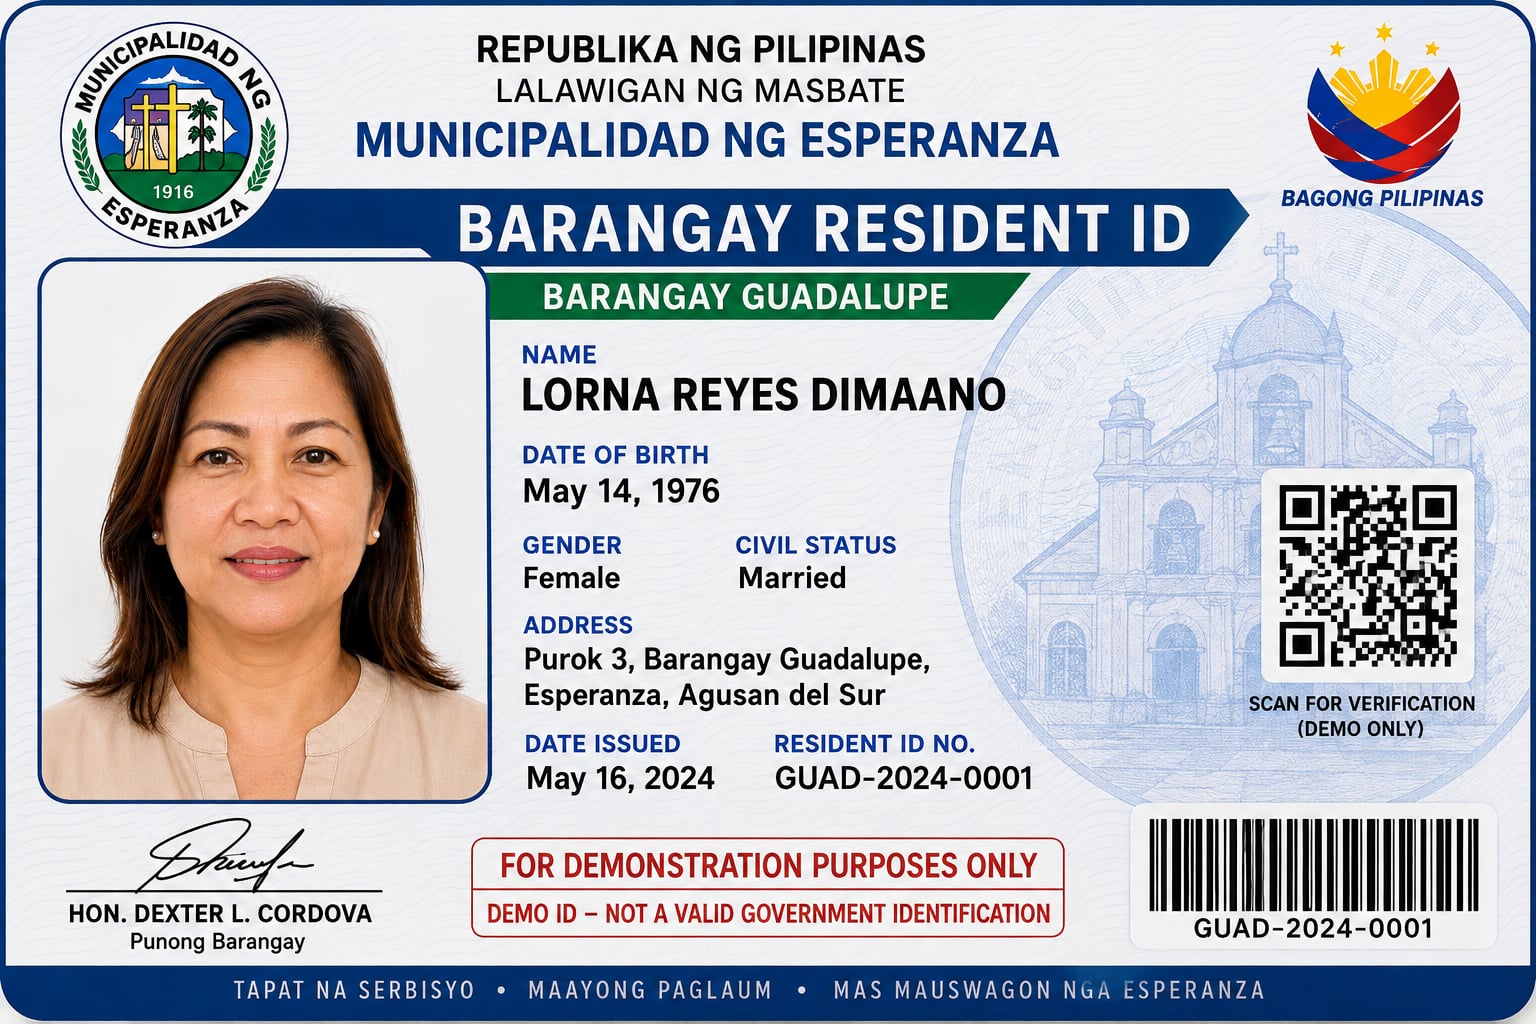 MUNICIPALIDAD NG
ESPERANZA
1916
REPUBLIKA NG PILIPINAS
LALAWIGAN NG MASBATE
MUNICIPALIDAD NG ESPERANZA
BAGONG PILIPINAS
BARANGAY RESIDENT ID
BARANGAY GUADALUPE
NAME
LORNA REYES DIMAANO
DATE OF BIRTH
May 14, 1976
GENDER CIVIL STATUS
Female Married
ADDRESS
Purok 3, Barangay Guadalupe,
Esperanza, Agusan del Sur
DATE ISSUED RESIDENT ID NO.
May 16, 2024 GUAD-2024-0001
SCAN FOR VERIFICATION
(DEMO ONLY)
HON. DEXTER L. CORDOVA
Punong Barangay
FOR DEMONSTRATION PURPOSES ONLY
DEMO ID – NOT A VALID GOVERNMENT IDENTIFICATION
GUAD-2024-0001
TAPAT NA SERBISYO • MAAYONG PAGLAUM • MAS MAUSWAGON NGA ESPERANZA